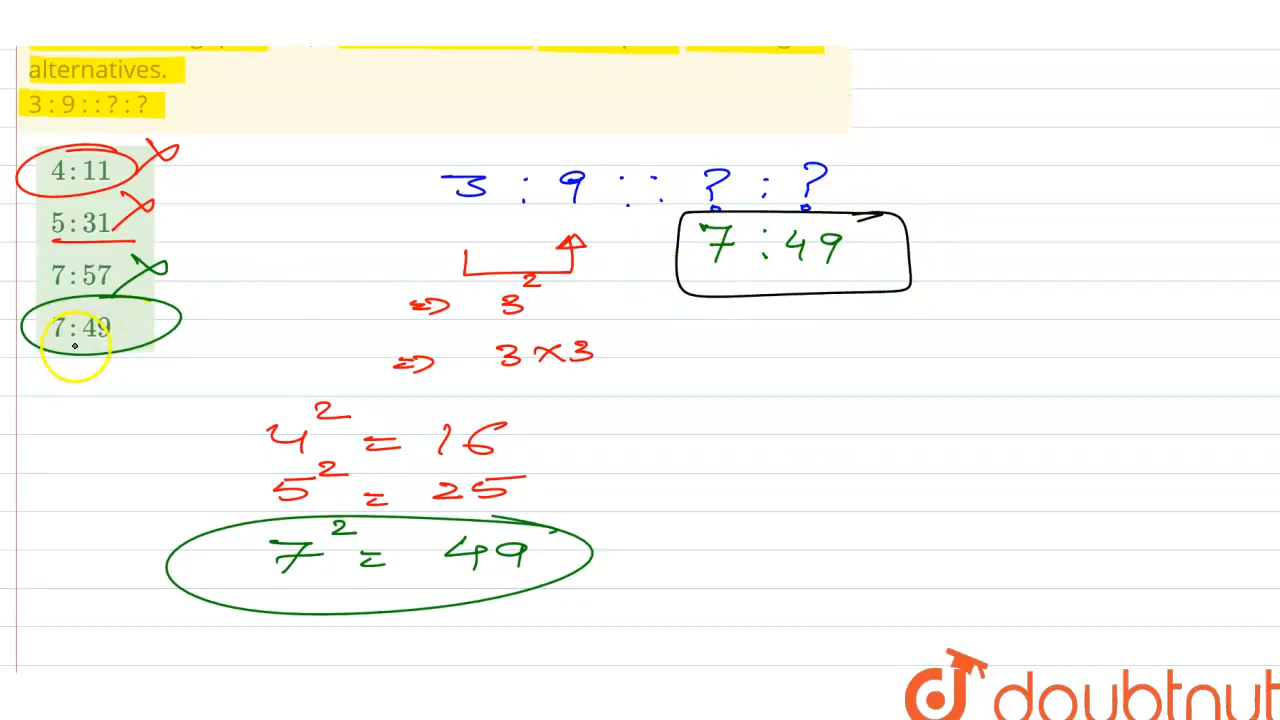 alternatives.
3 : 9 : : ? : ?
4 : 11
5 : 31
7 : 57
7 : 49
3 : 9 : : ? : ?
7 : 49
⇒ 3²
⇒ 3 × 3
4² = 16
5² = 25
7² = 49
doubtnut